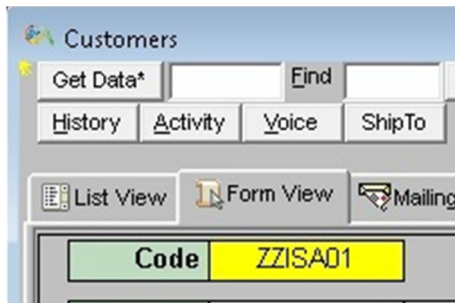 Customers
Get Data* Find
History Activity Voice ShipTo
List View Form View Mailing
Code ZZISA01